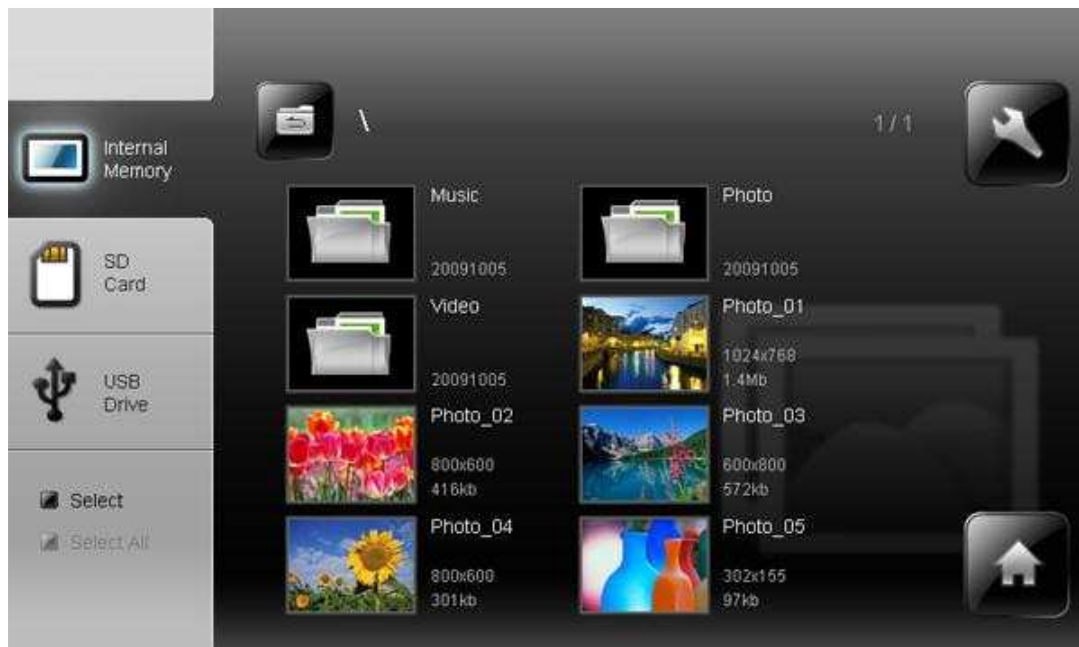 Internal
Memory
SD
Card
USB
Drive
Select
Select All
\
1/1
Music
20091005
Photo
20091005
Video
20091005
Photo_01
1024x768
1.4Mb
Photo_02
800x600
416kb
Photo_03
600x800
572kb
Photo_04
800x600
301kb
Photo_05
302x155
97kb